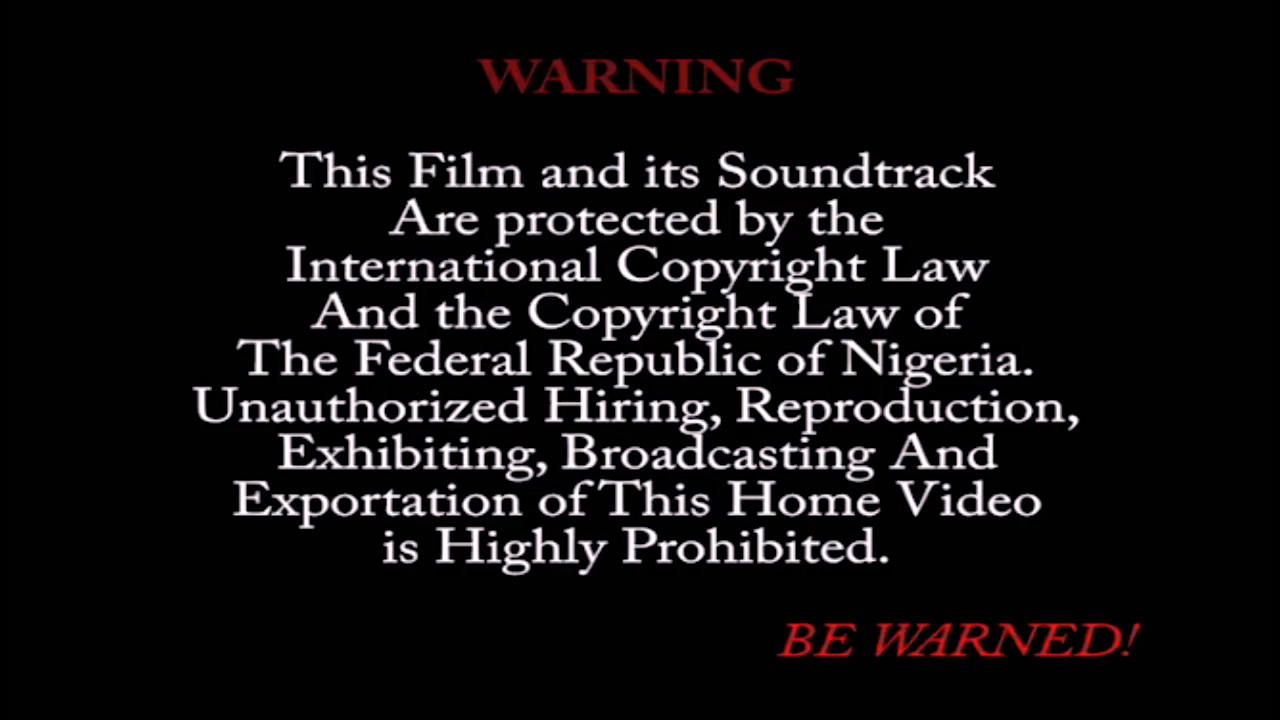 WARNING
This Film and its Soundtrack
Are protected by the
International Copyright Law
And the Copyright Law of
The Federal Republic of Nigeria.
Unauthorized Hiring, Reproduction,
Exhibiting, Broadcasting And
Exportation of This Home Video
is Highly Prohibited.
BE WARNED!